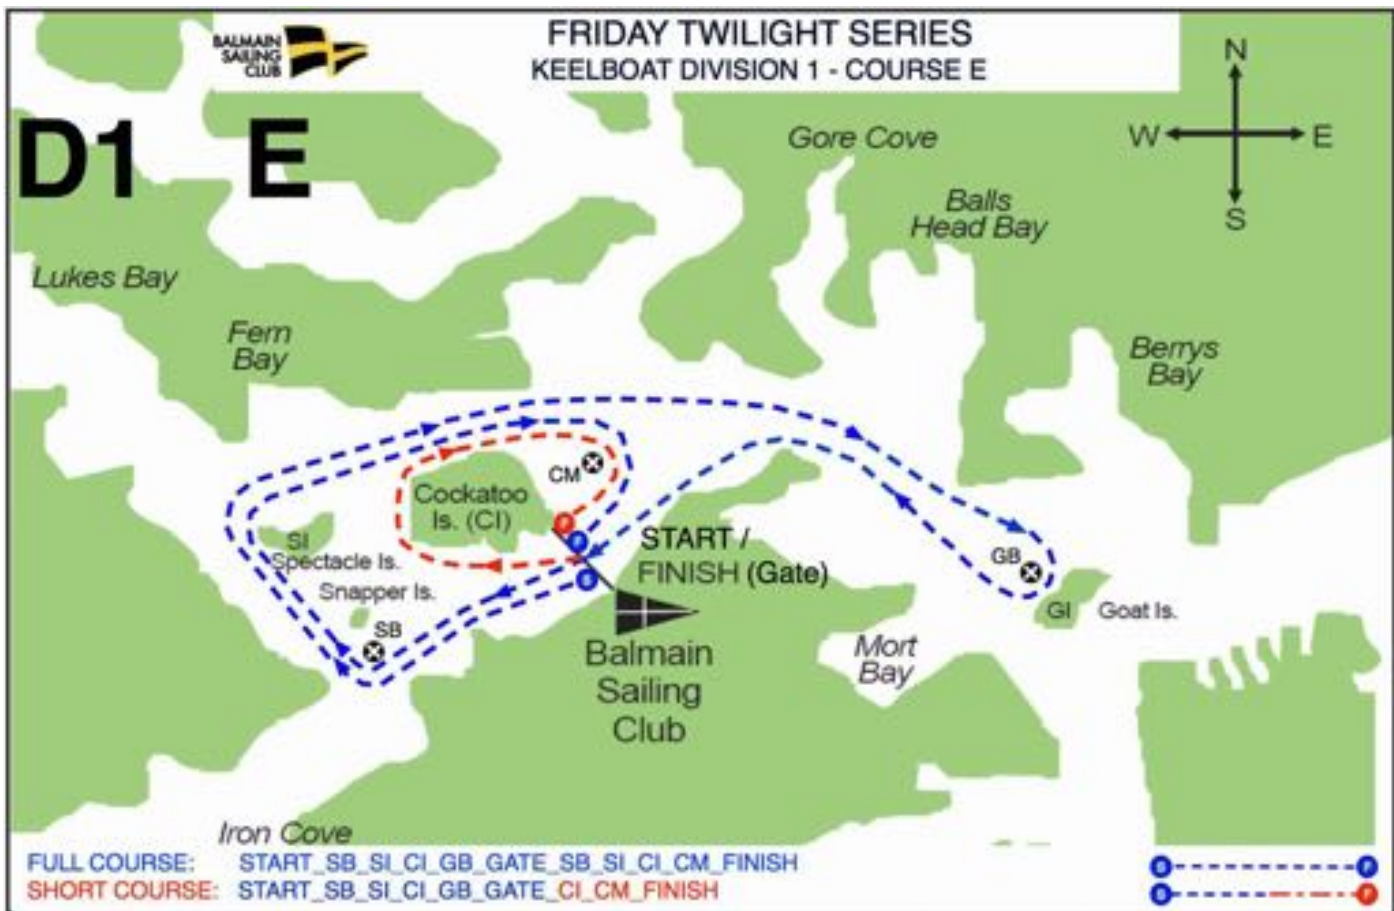 BALMAIN
SAILING
CLUB
FRIDAY TWILIGHT SERIES
KEELBOAT DIVISION 1 - COURSE E
N
W E
S
D1 E
Gore Cove
Balls
Head Bay
Lukes Bay
Fern
Bay
Berrys
Bay
CM
Cockatoo
Is. (CI)
F
F
S
START /
FINISH (Gate)
SI
Spectacle Is.
Snapper Is.
SB
GB
GI Goat Is.
Balmain
Sailing
Club
Mort
Bay
Iron Cove
FULL COURSE: START_SB_SI_CI_GB_GATE_SB_SI_CI_CM_FINISH
S F
SHORT COURSE: START_SB_SI_CI_GB_GATE_CI_CM_FINISH
S F